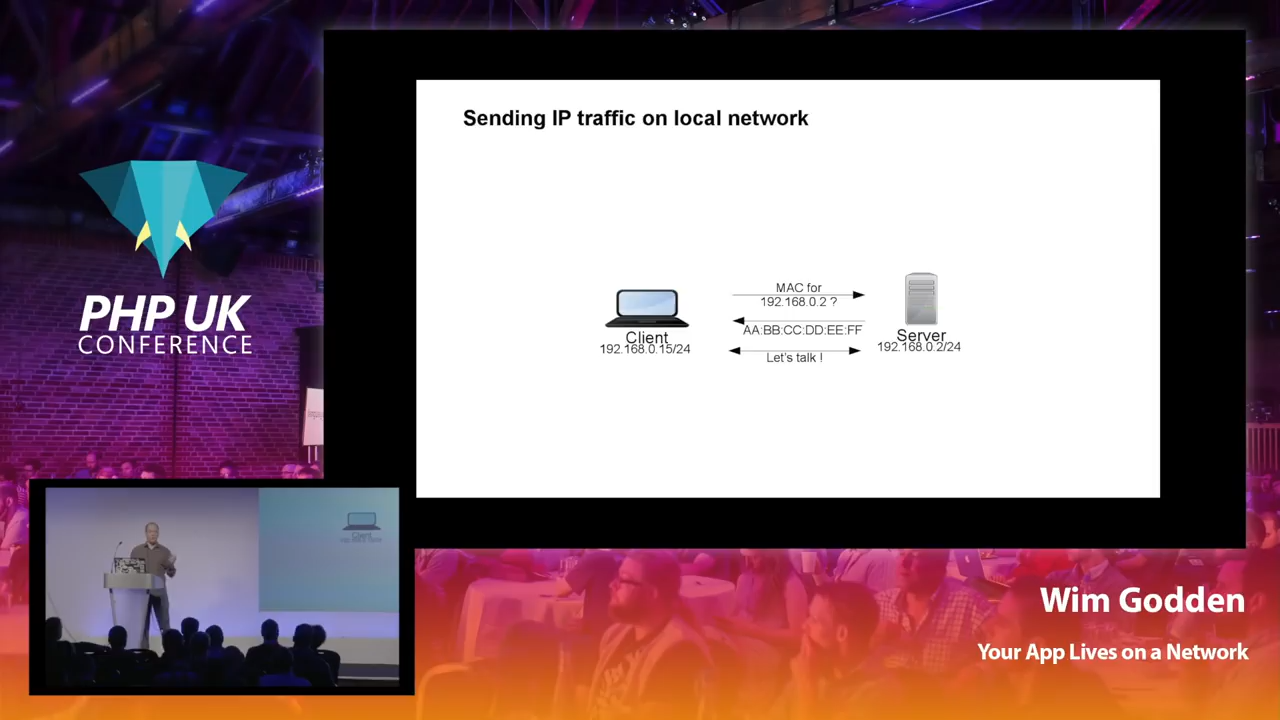 Sending IP traffic on local network
MAC for
192.168.0.2 ?
AA:BB:CC:DD:EE:FF
Let's talk !
Client
192.168.0.15/24
Server
192.168.0.2/24
PHP UK
CONFERENCE
Client
Wim Godden
Your App Lives on a Network